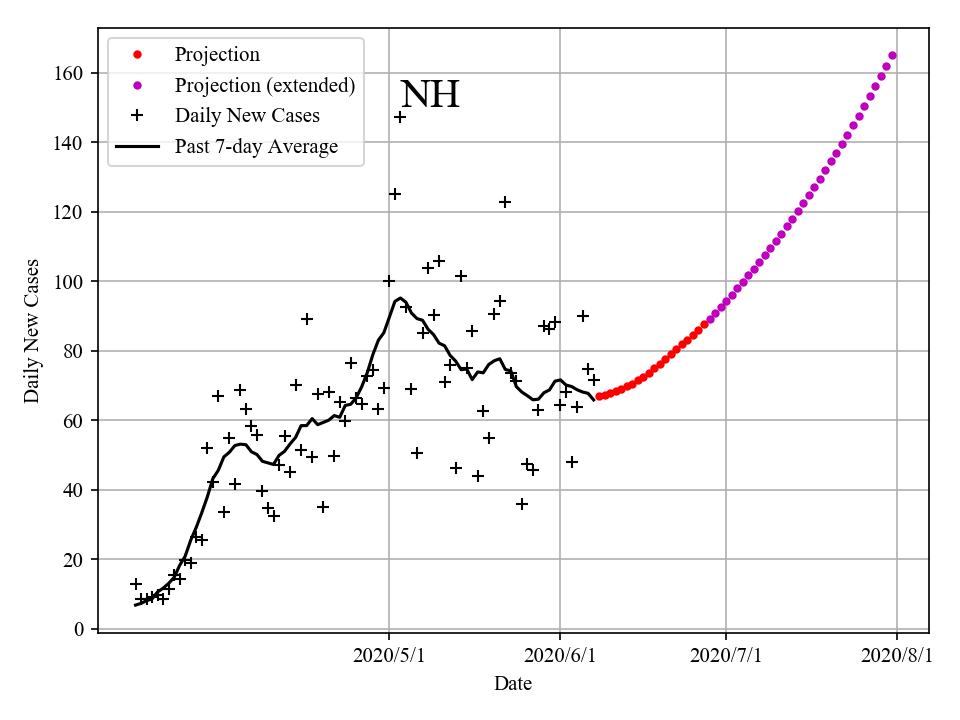 Projection
Projection (extended)
Daily New Cases
Past 7-day Average
NH
160
140
120
100
80
60
40
20
0
Daily New Cases
2020/5/1
2020/6/1
2020/7/1
2020/8/1
Date